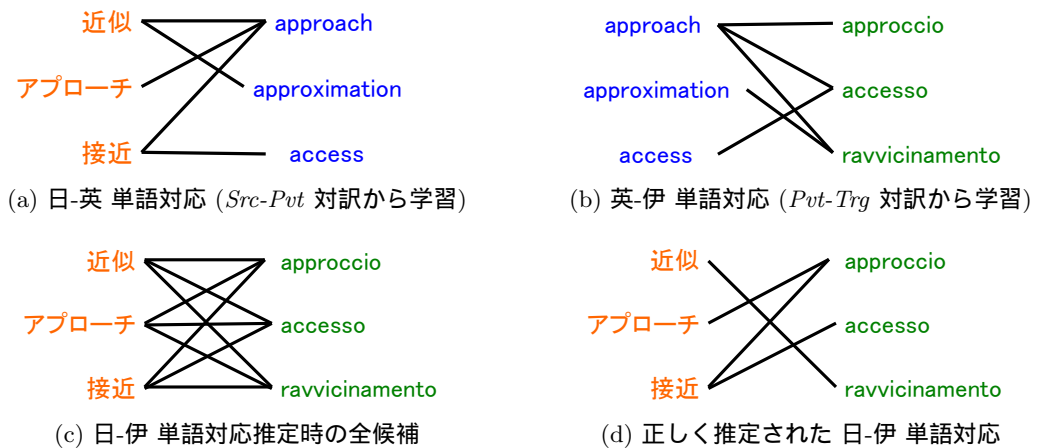 近似 approach
アプローチ approximation
接近 access
(a) 日-英 単語対応 (Src-Pvt 対訳から学習)
approach approccio
approximation accesso
access ravvicinamento
(b) 英-伊 単語対応 (Pvt-Trg 対訳から学習)
近似 approccio
アプローチ accesso
接近 ravvicinamento
(c) 日-伊 単語対応推定時の全候補
近似 approccio
アプローチ accesso
接近 ravvicinamento
(d) 正しく推定された 日-伊 単語対応